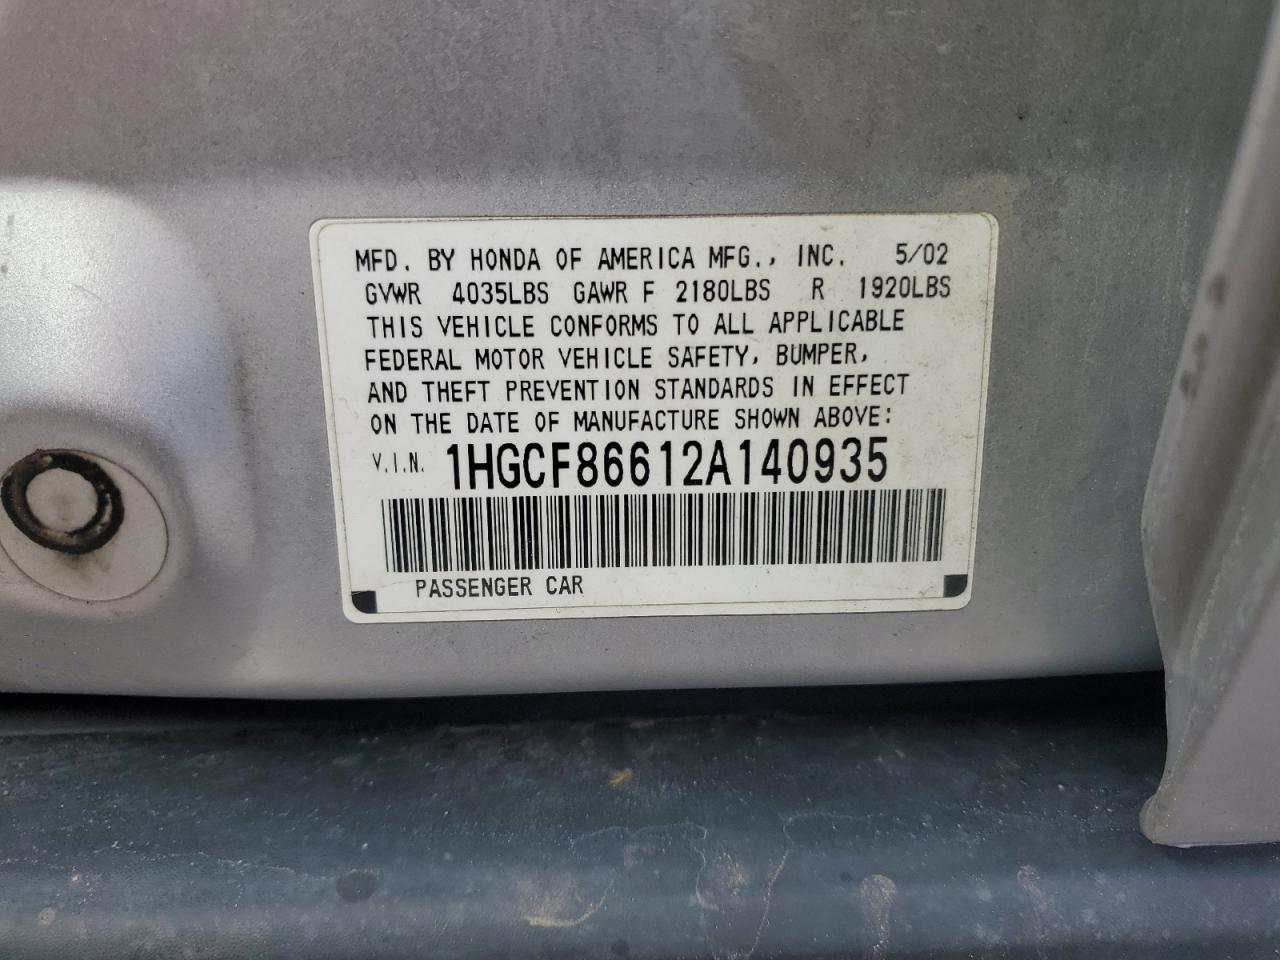 MFD. BY HONDA OF AMERICA MFG., INC. 5/02
GVWR 4035LBS GAWR F 2180LBS R 1920LBS
THIS VEHICLE CONFORMS TO ALL APPLICABLE
FEDERAL MOTOR VEHICLE SAFETY, BUMPER,
AND THEFT PREVENTION STANDARDS IN EFFECT
ON THE DATE OF MANUFACTURE SHOWN ABOVE:
V.I.N. 1HGCF86612A140935
PASSENGER CAR